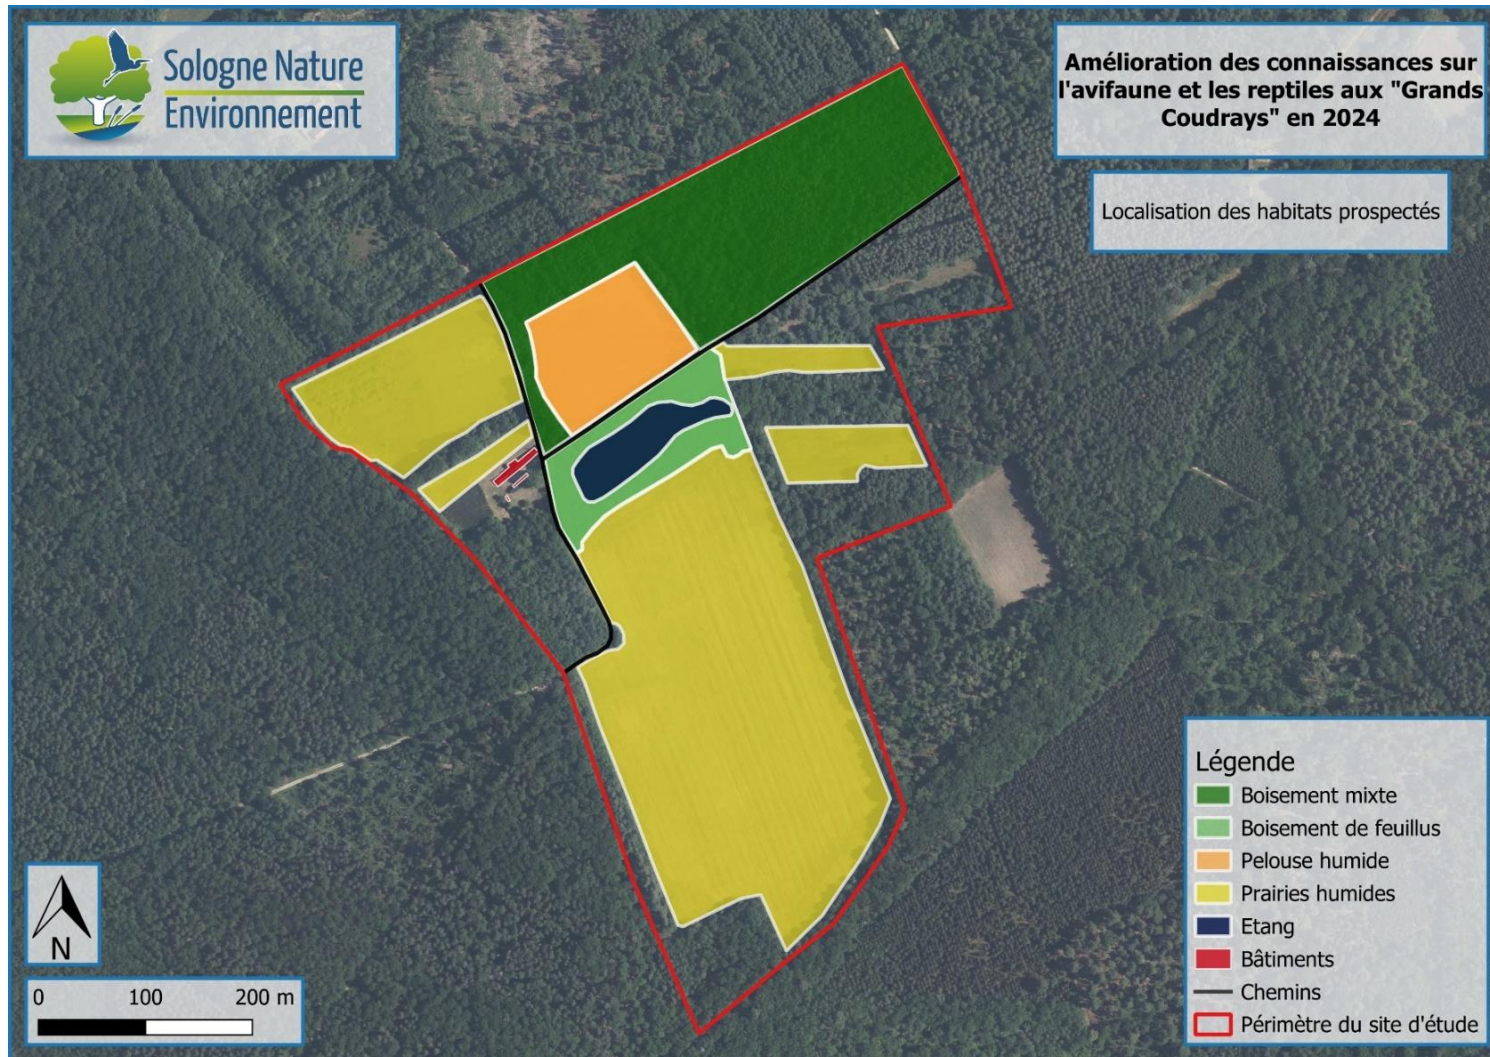 Sologne Nature
Environnement
Amélioration des connaissances sur
l'avifaune et les reptiles aux "Grands
Coudrays" en 2024
Localisation des habitats prospectés
Légende
Boisement mixte
Boisement de feuillus
Pelouse humide
Prairies humides
Etang
Bâtiments
Chemins
Périmètre du site d'étude
N
0 100 200 m